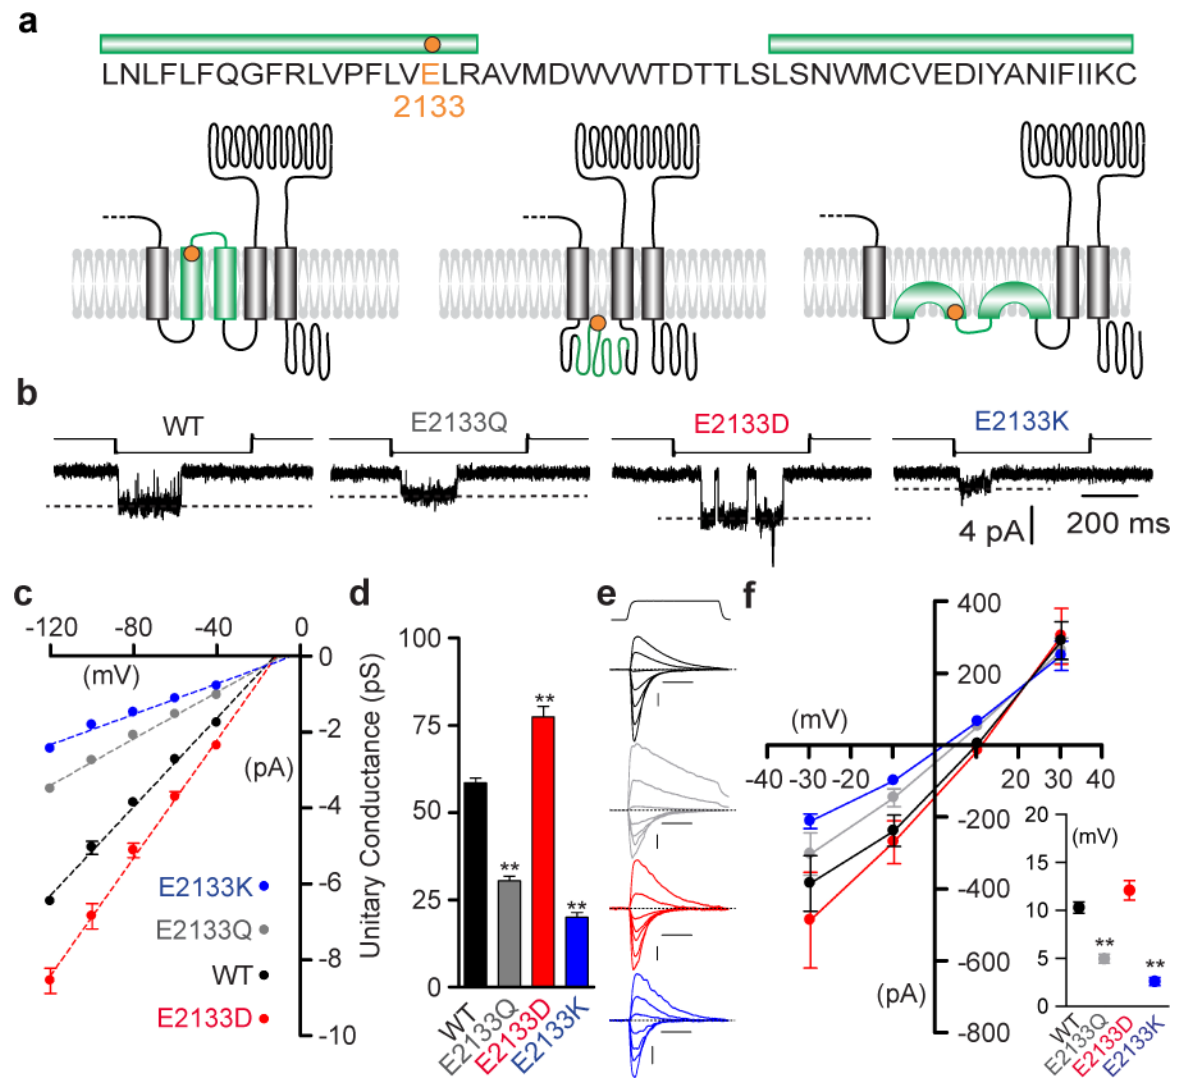 a
LNLFLFQGFRLVPFLVELRAVMDWVWTDTTLSLSNWMCVEDIYANIFIIKC
2133
b
WT
E2133Q
E2133D
E2133K
4 pA
200 ms
c
-120 -80 -40 0
(mV)
0
-2
(pA)
-4
-6
-8
-10
E2133K
E2133Q
WT
E2133D
d
Unitary Conductance (pS)
100
75
50
25
0
**
**
**
WT
E2133Q
E2133D
E2133K
e
f
400
200
(mV)
-40 -30 -20 20 30 40
-200
-400
-600
-800
(pA)
20
(mV)
15
10
5
0
**
**
WT
E2133Q
E2133D
E2133K